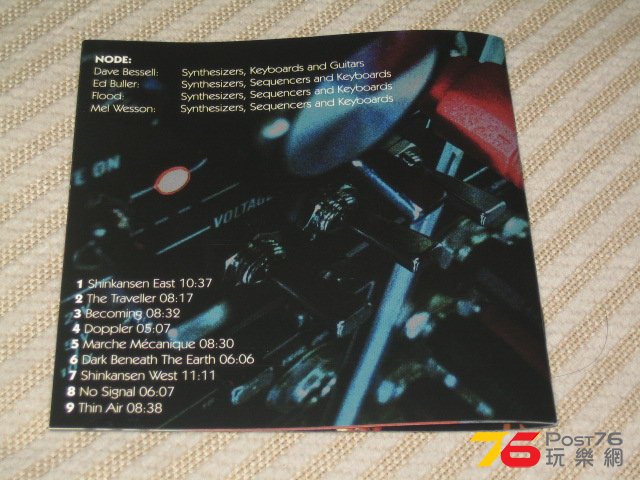 NODE:
Dave Bessell: Synthesizers, Keyboards and Guitars
Ed Buller: Synthesizers, Sequencers and Keyboards
Flood: Synthesizers, Sequencers and Keyboards
Mel Wesson: Synthesizers, Sequencers and Keyboards
E ON
VOLTAGE
1 Shinkansen East 10:37
2 The Traveller 08:17
3 Becoming 08:32
4 Doppler 05:07
5 Marche Mécanique 08:30
6 Dark Beneath The Earth 06:06
7 Shinkansen West 11:11
8 No Signal 06:07
9 Thin Air 08:38
76 POST76
玩樂網